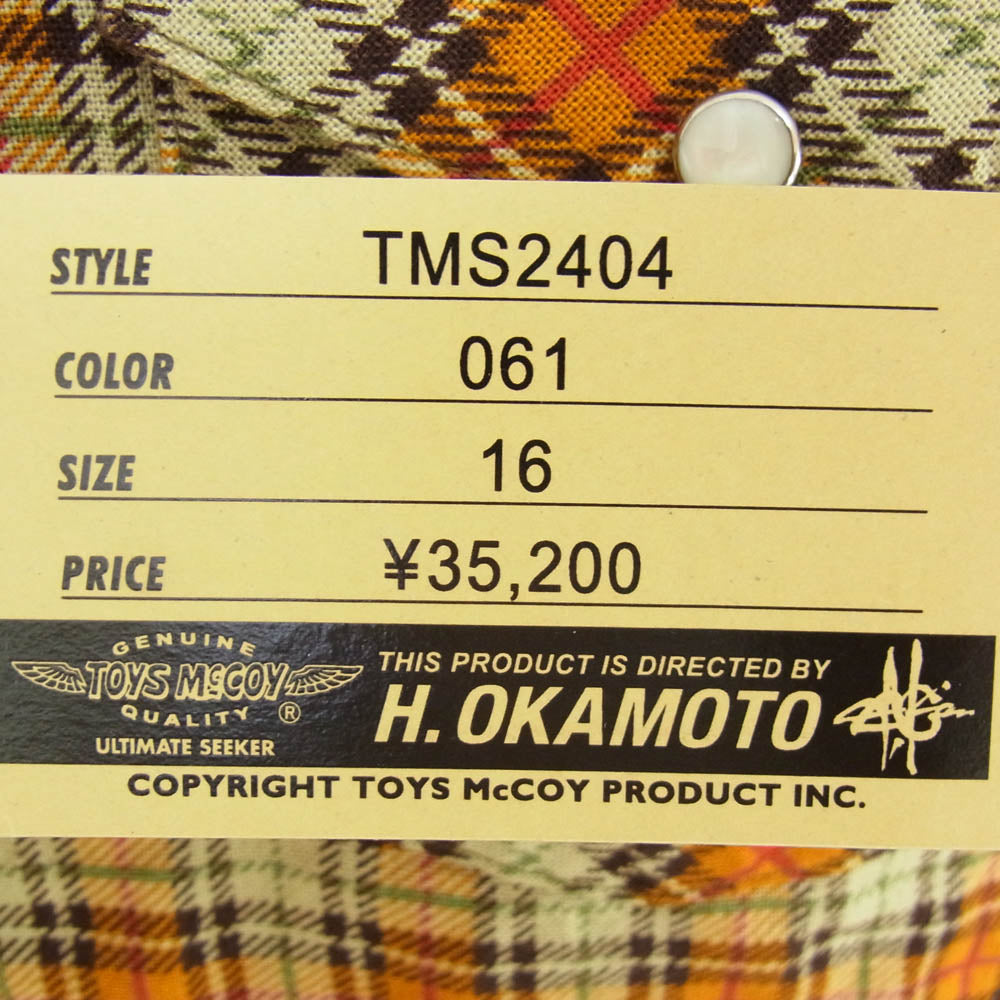 STYLE TMS2404
COLOR 061
SIZE 16
PRICE ¥35,200
GENUINE
TOYS McCOY
QUALITY ®
ULTIMATE SEEKER
THIS PRODUCT IS DIRECTED BY
H. OKAMOTO
COPYRIGHT TOYS McCOY PRODUCT INC.